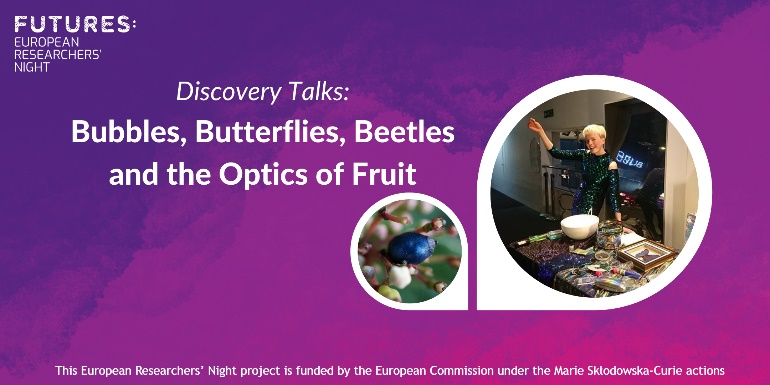 FUTURES:
EUROPEAN
RESEARCHERS'
NIGHT
Discovery Talks:
Bubbles, Butterflies, Beetles
and the Optics of Fruit
This European Researchers' Night project is funded by the European Commission under the Marie Skłodowska-Curie actions